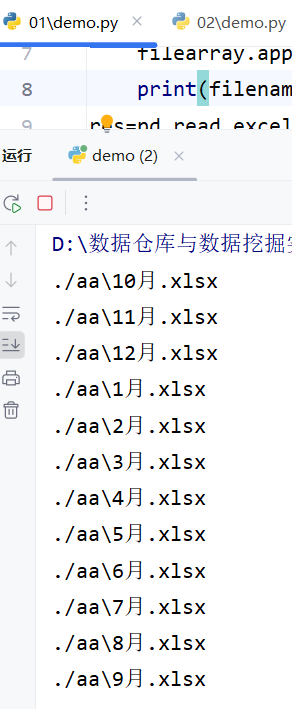 01\demo.py
02\demo.py
7 filearray.app
8 print(filenam
9
运行 demo (2)
D:\数据仓库与数据挖掘
./aa\10月.xlsx
./aa\11月.xlsx
./aa\12月.xlsx
./aa\1月.xlsx
./aa\2月.xlsx
./aa\3月.xlsx
./aa\4月.xlsx
./aa\5月.xlsx
./aa\6月.xlsx
./aa\7月.xlsx
./aa\8月.xlsx
./aa\9月.xlsx